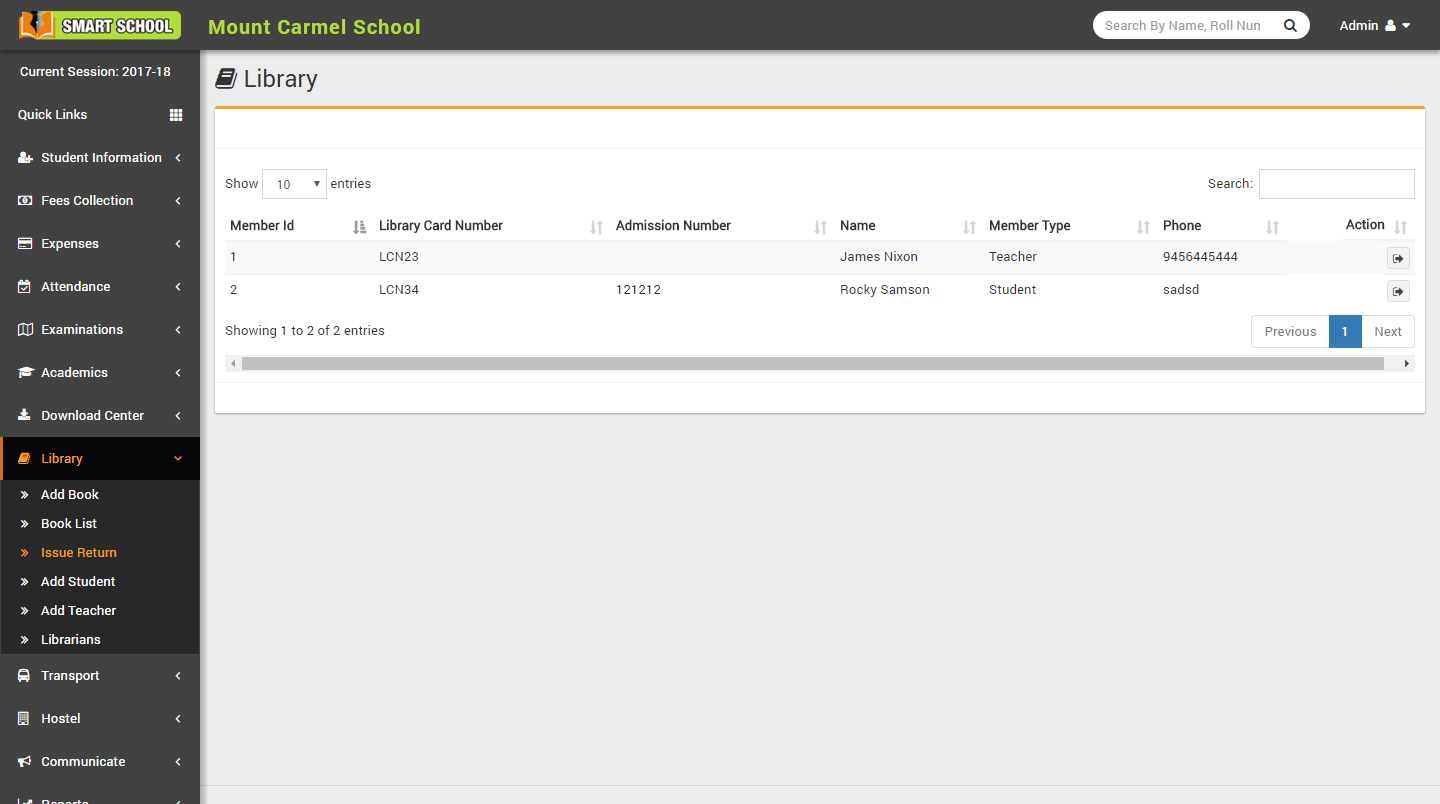 SMART SCHOOL
Mount Carmel School
Search By Name, Roll Nun
Admin
Current Session: 2017-18
Quick Links
Student Information
Fees Collection
Expenses
Attendance
Examinations
Academics
Download Center
Library
Add Book
Book List
Issue Return
Add Student
Add Teacher
Librarians
Transport
Hostel
Communicate
Reports
Library
Show 10 entries
Search:
Member Id Library Card Number Admission Number Name Member Type Phone Action
1 LCN23 James Nixon Teacher 9456445444
2 LCN34 121212 Rocky Samson Student sadsd
Showing 1 to 2 of 2 entries
Previous 1 Next